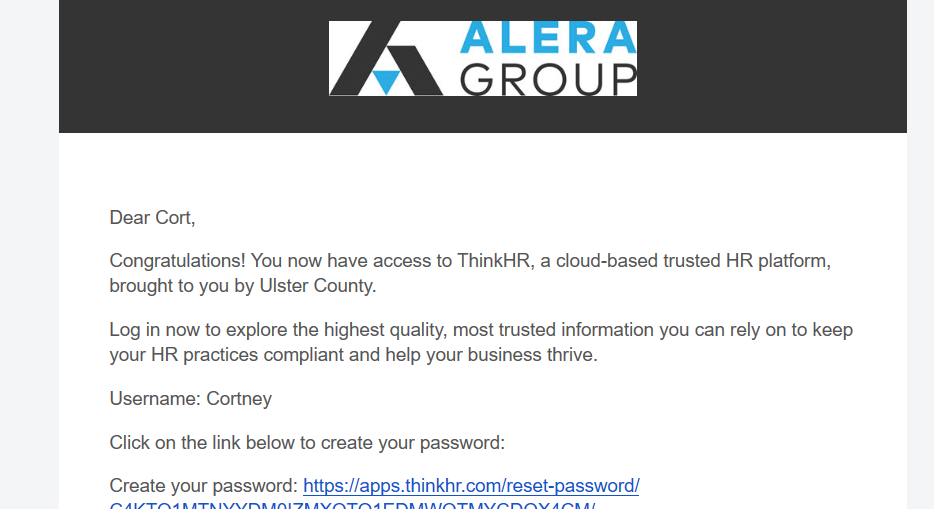 ALERA
GROUP
Dear Cort,
Congratulations! You now have access to ThinkHR, a cloud-based trusted HR platform,
brought to you by Ulster County.
Log in now to explore the highest quality, most trusted information you can rely on to keep
your HR practices compliant and help your business thrive.
Username: Cortney
Click on the link below to create your password:
Create your password: https://apps.thinkhr.com/reset-password/